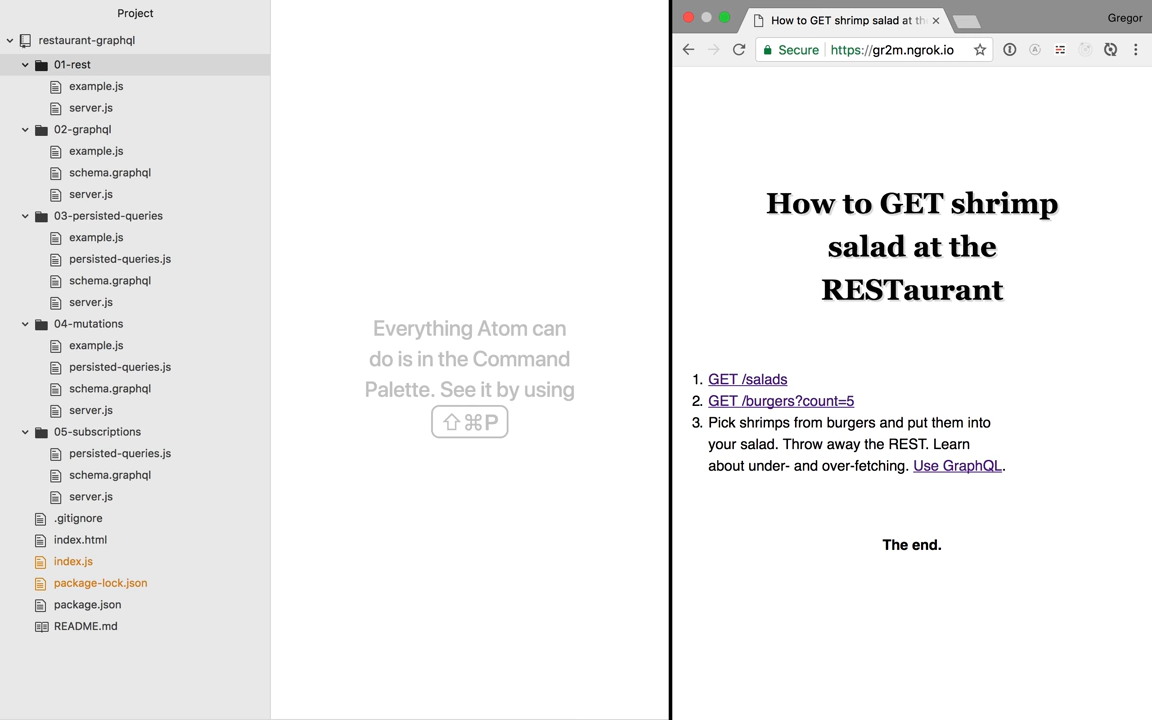 Project
restaurant-graphql
01-rest
example.js
server.js
02-graphql
example.js
schema.graphql
server.js
03-persisted-queries
example.js
persisted-queries.js
schema.graphql
server.js
04-mutations
example.js
persisted-queries.js
schema.graphql
server.js
05-subscriptions
persisted-queries.js
schema.graphql
server.js
.gitignore
index.html
index.js
package-lock.json
package.json
README.md
Everything Atom can
do is in the Command
Palette. See it by using
⇧⌘P
How to GET shrimp salad at th
Gregor
Secure https://gr2m.ngrok.io
How to GET shrimp
salad at the
RESTaurant
1. GET /salads
2. GET /burgers?count=5
3. Pick shrimps from burgers and put them into
your salad. Throw away the REST. Learn
about under- and over-fetching. Use GraphQL.
The end.